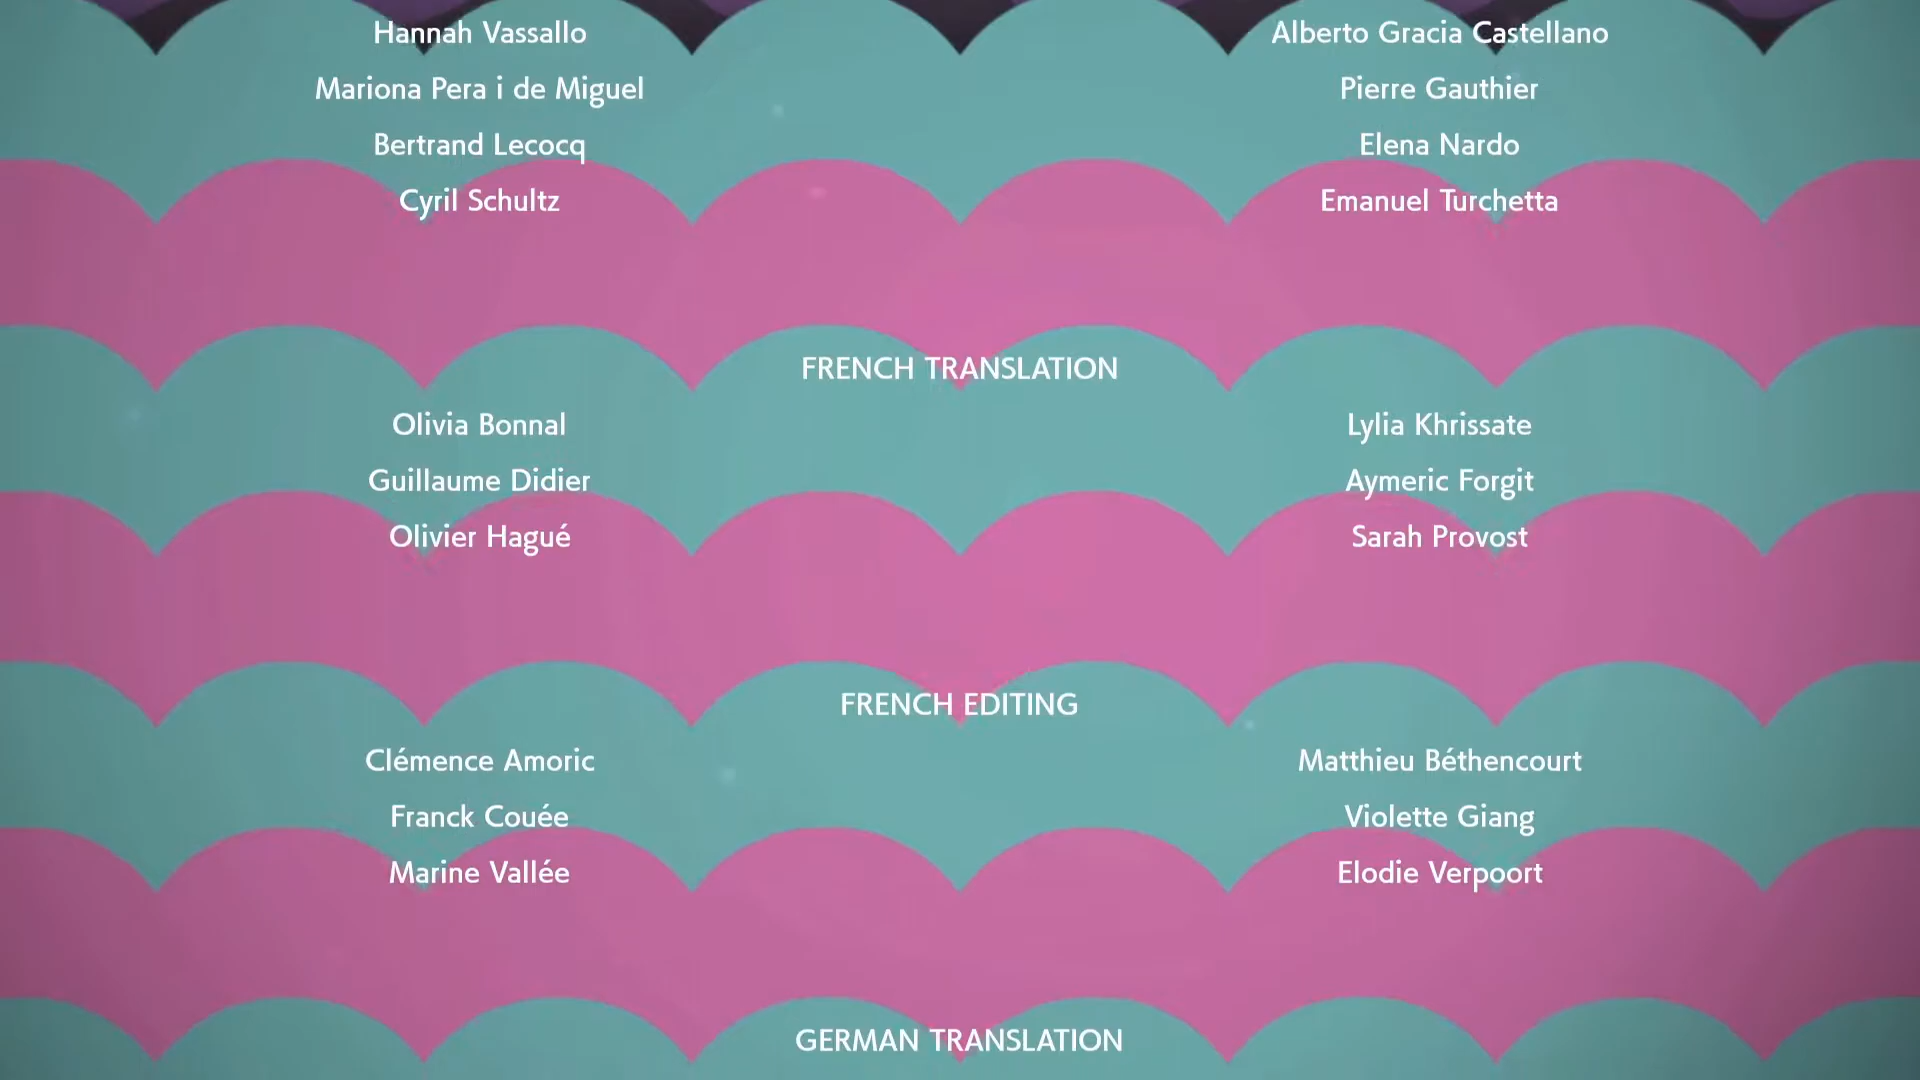 Hannah Vassallo Alberto Gracia Castellano
Mariona Pera i de Miguel Pierre Gauthier
Bertrand Lecocq Elena Nardo
Cyril Schultz Emanuel Turchetta
FRENCH TRANSLATION
Olivia Bonnal Lylia Khrissate
Guillaume Didier Aymeric Forgit
Olivier Hagué Sarah Provost
FRENCH EDITING
Clémence Amoric Matthieu Béthencourt
Franck Couée Violette Giang
Marine Vallée Elodie Verpoort
GERMAN TRANSLATION